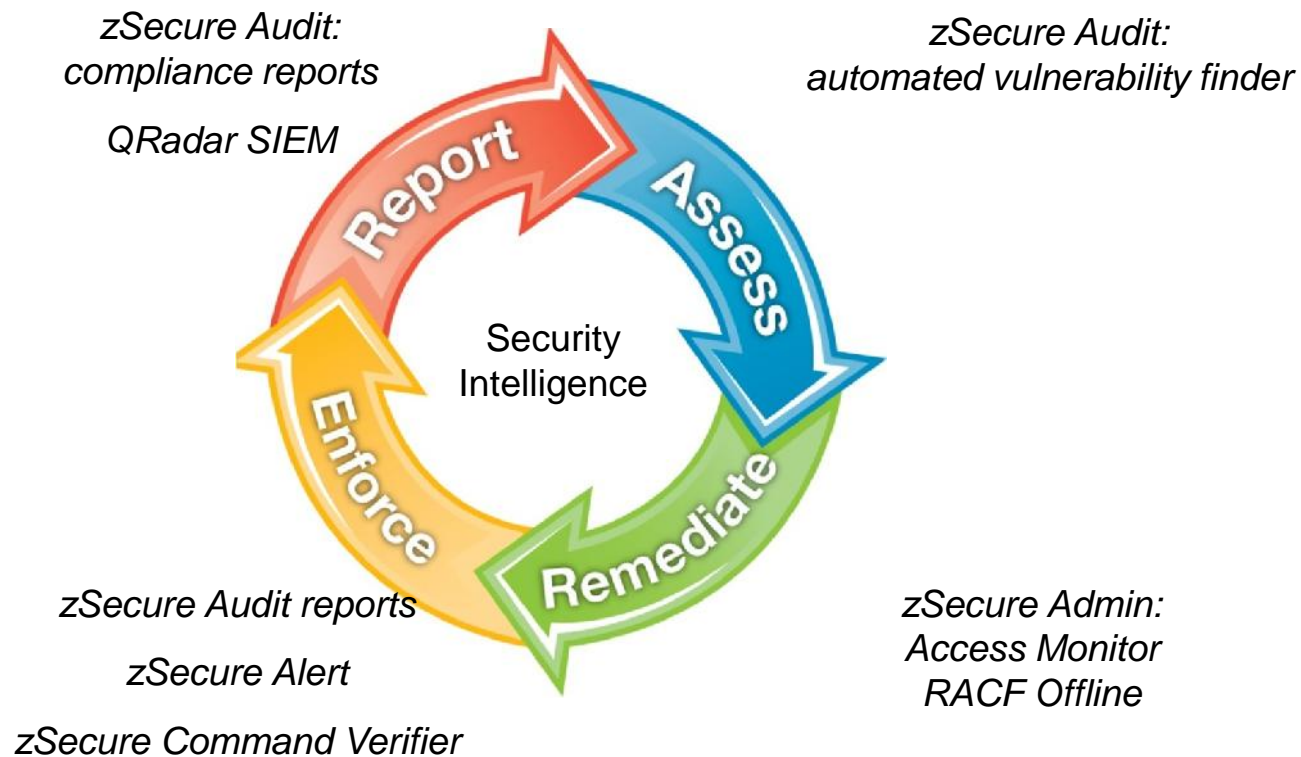 zSecure Audit:
compliance reports
QRadar SIEM
zSecure Audit:
automated vulnerability finder
Report
Assess
Security
Intelligence
Enforce
Remediate
zSecure Audit reports
zSecure Alert
zSecure Command Verifier
zSecure Admin:
Access Monitor
RACF Offline